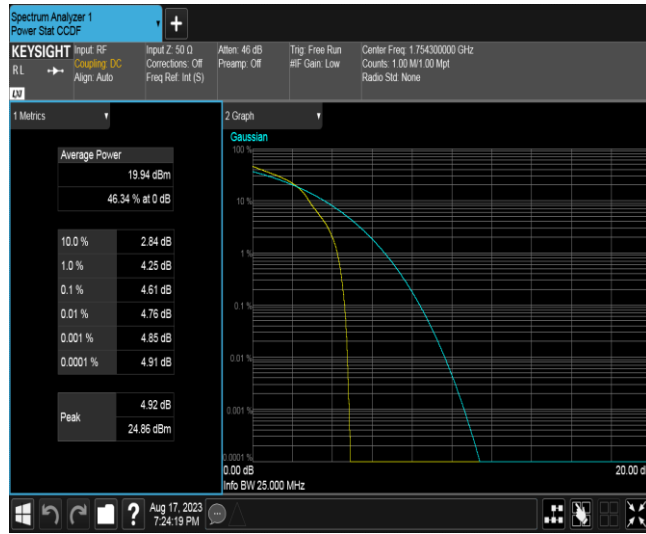 Spectrum Analyzer 1
Power Stat CCDF
+
KEYSIGHT
RL
LXI
Input: RF
Coupling: DC
Align: Auto
Input Z: 50 Ω
Corrections: Off
Freq Ref: Int (S)
Atten: 46 dB
Preamp: Off
Trig: Free Run
#IF Gain: Low
Center Freq: 1.754300000 GHz
Counts: 1.00 M/1.00 Mpt
Radio Std: None
1 Metrics
Average Power
19.94 dBm
46.34 % at 0 dB
10.0 % 2.84 dB
1.0 % 4.25 dB
0.1 % 4.61 dB
0.01 % 4.76 dB
0.001 % 4.85 dB
0.0001 % 4.91 dB
Peak
4.92 dB
24.86 dBm
2 Graph
Gaussian
100 %
10 %
1 %
0.1 %
0.01 %
0.001 %
0.0001 %
0.00 dB
20.00 d
Info BW 25.000 MHz
?
Aug 17, 2023
7:24:19 PM